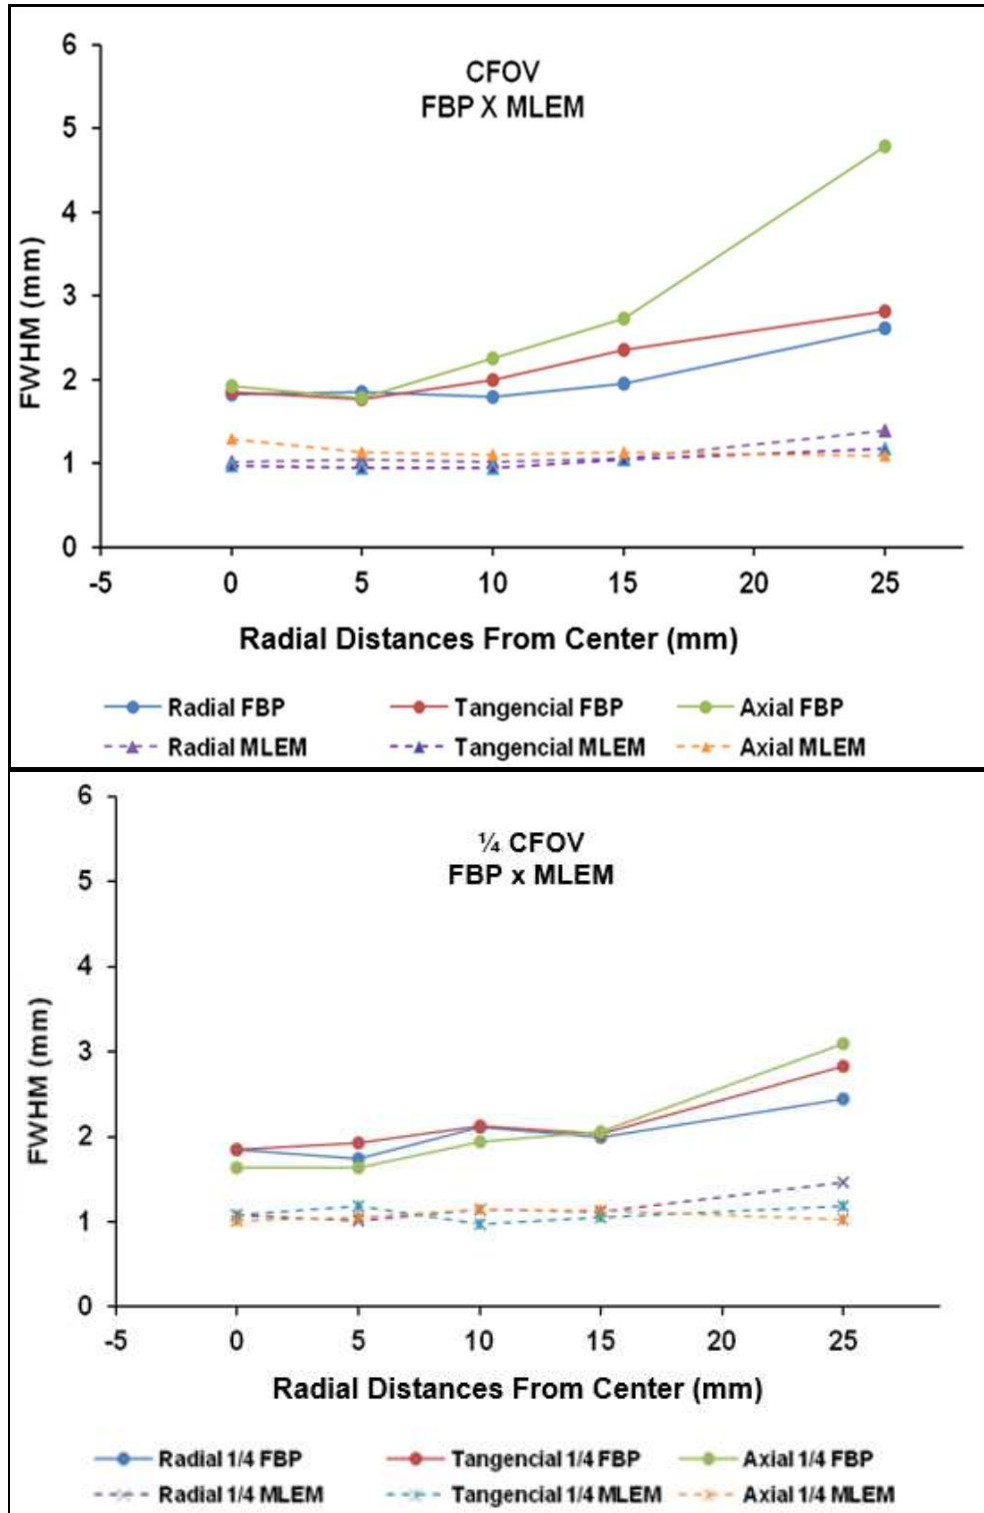 CFOV
FBP X MLEM
6
5
4
3
2
1
0
FWHM (mm)
-5 0 5 10 15 20 25
Radial Distances From Center (mm)
Radial FBP Tangencial FBP Axial FBP
Radial MLEM Tangencial MLEM Axial MLEM
¼ CFOV
FBP x MLEM
6
5
4
3
2
1
0
FWHM (mm)
-5 0 5 10 15 20 25
Radial Distances From Center (mm)
Radial 1/4 FBP Tangencial 1/4 FBP Axial 1/4 FBP
Radial 1/4 MLEM Tangencial 1/4 MLEM Axial 1/4 MLEM